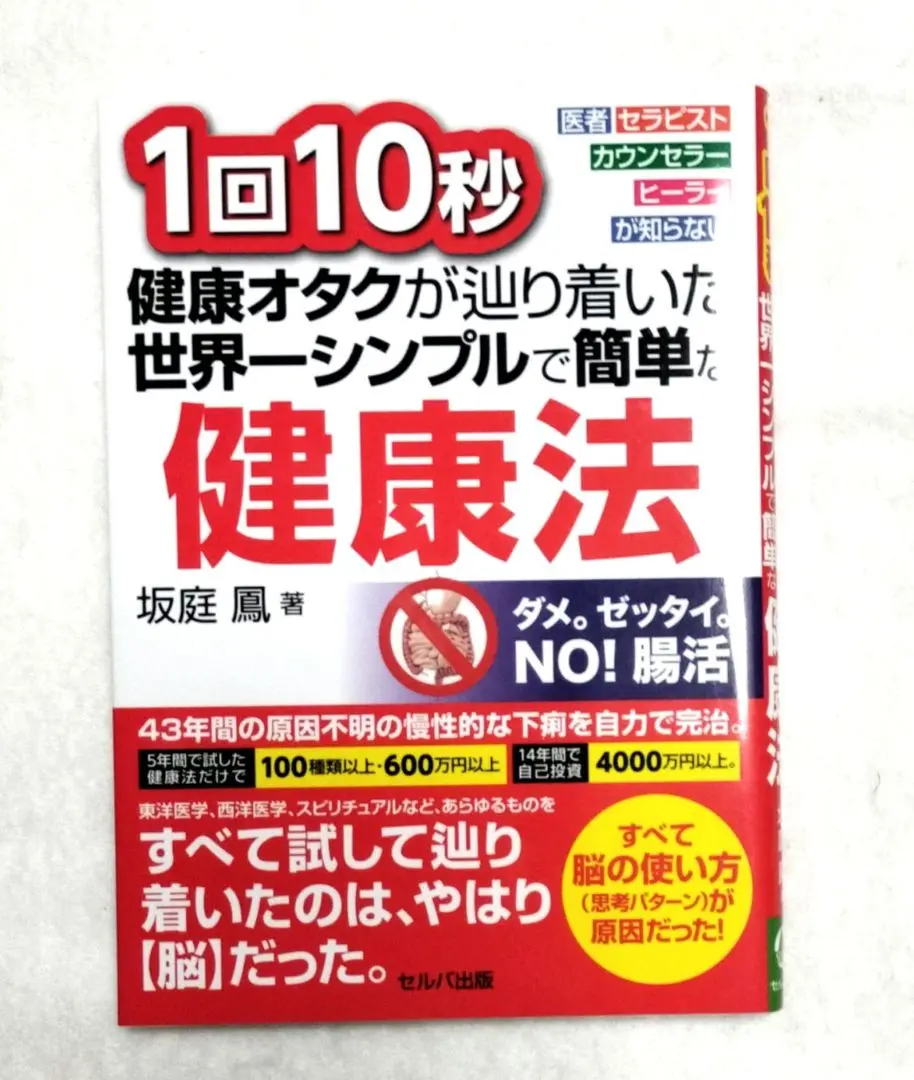 1回10秒
医者 セラピスト
カウンセラー
ヒーラー
が知らない
健康オタクが辿り着いた
世界一シンプルで簡単な
健康法
坂庭 鳳 著
ダメ。ゼッタイ。
NO! 腸活
43年間の原因不明の慢性的な下痢を自力で完治。
5年間で試した
健康法だけで
100種類以上・600万円以上
14年間で
自己投資
4000万円以上。
東洋医学、西洋医学、スピリチュアルなど、あらゆるものを
すべて試して辿り
着いたのは、やはり
【脳】だった。
すべて
脳の使い方
(思考パターン)が
原因だった!
セルバ出版
世界一シンプルで簡単な 健康法